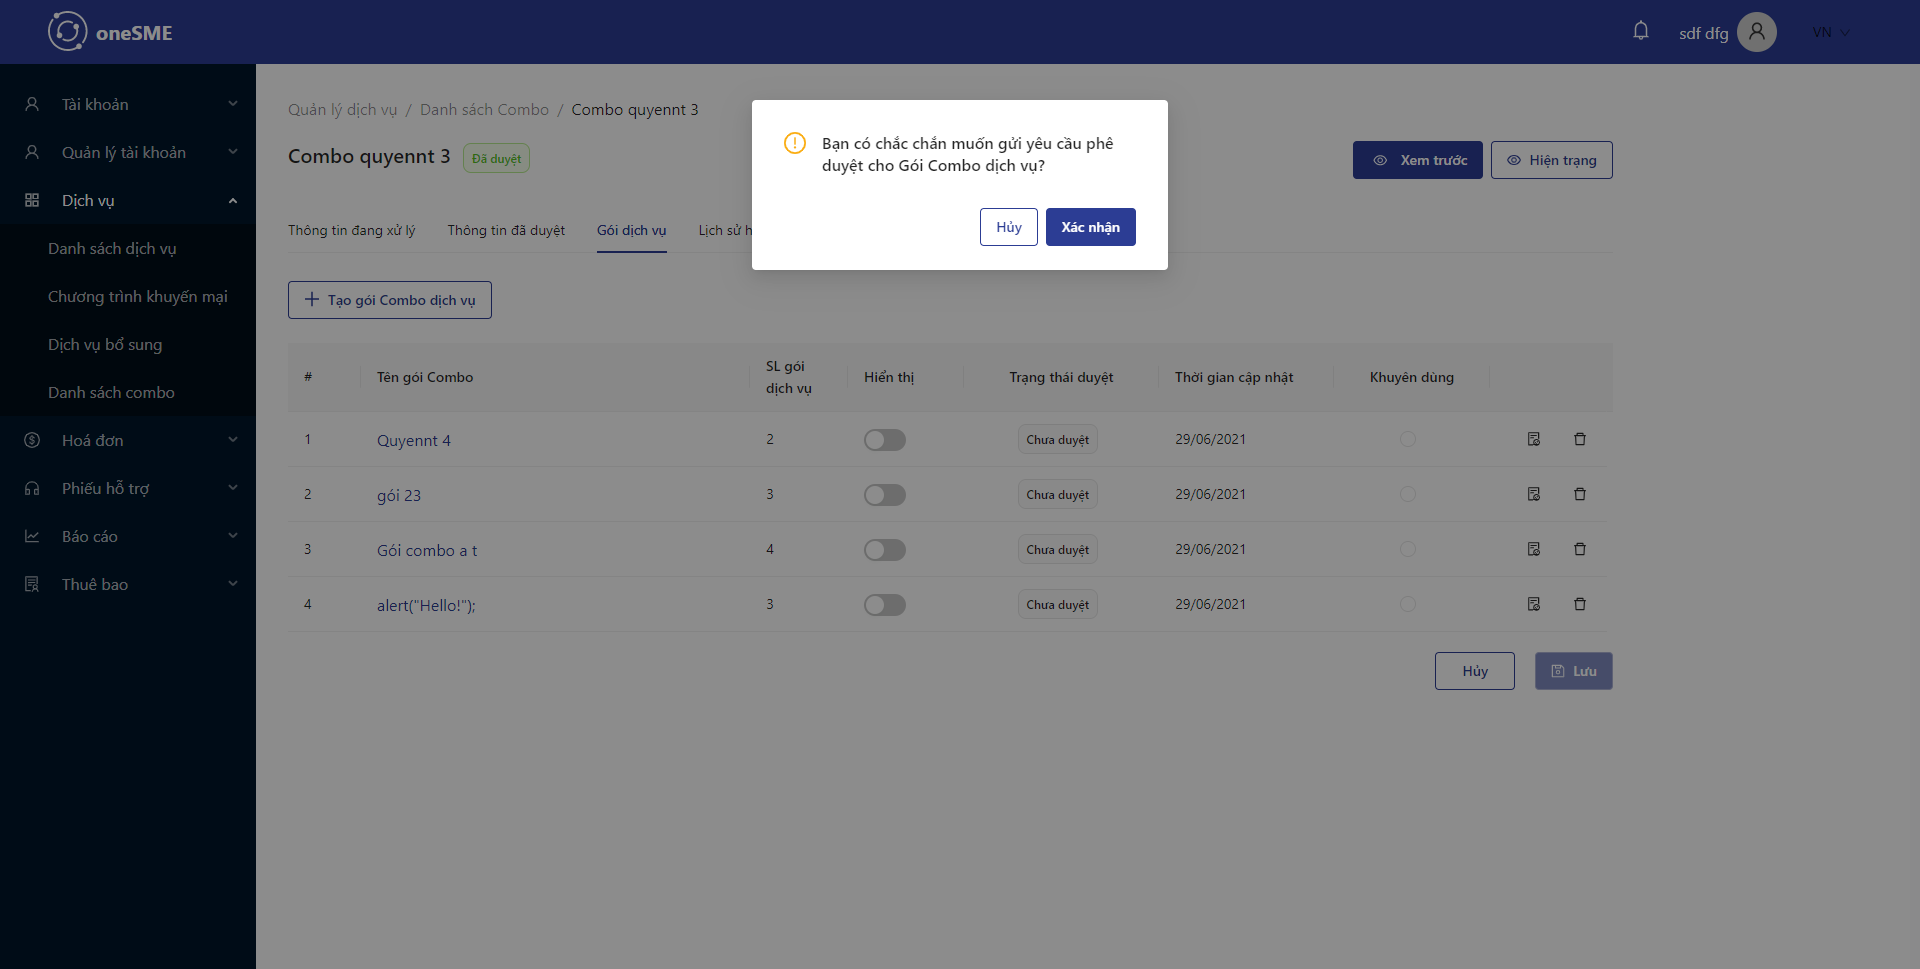 oneSME
sdf dfg
VN
Tài khoản
Quản lý tài khoản
Dịch vụ
Danh sách dịch vụ
Chương trình khuyến mại
Dịch vụ bổ sung
Danh sách combo
Hoá đơn
Phiếu hỗ trợ
Báo cáo
Thuê bao
Quản lý dịch vụ / Danh sách Combo / Combo quyennt 3
Combo quyennt 3 Đã duyệt
Xem trước
Hiện trạng
Bạn có chắc chắn muốn gửi yêu cầu phê
duyệt cho Gói Combo dịch vụ?
Hủy
Xác nhận
Thông tin đang xử lý
Thông tin đã duyệt
Gói dịch vụ
Lịch sử h
Tạo gói Combo dịch vụ
# Tên gói Combo SL gói dịch vụ Hiển thị Trạng thái duyệt Thời gian cập nhật Khuyên dùng
1 Quyennt 4 2 Chưa duyệt 29/06/2021
2 gói 23 3 Chưa duyệt 29/06/2021
3 Gói combo a t 4 Chưa duyệt 29/06/2021
4 alert("Hello!"); 3 Chưa duyệt 29/06/2021
Hủy
Lưu